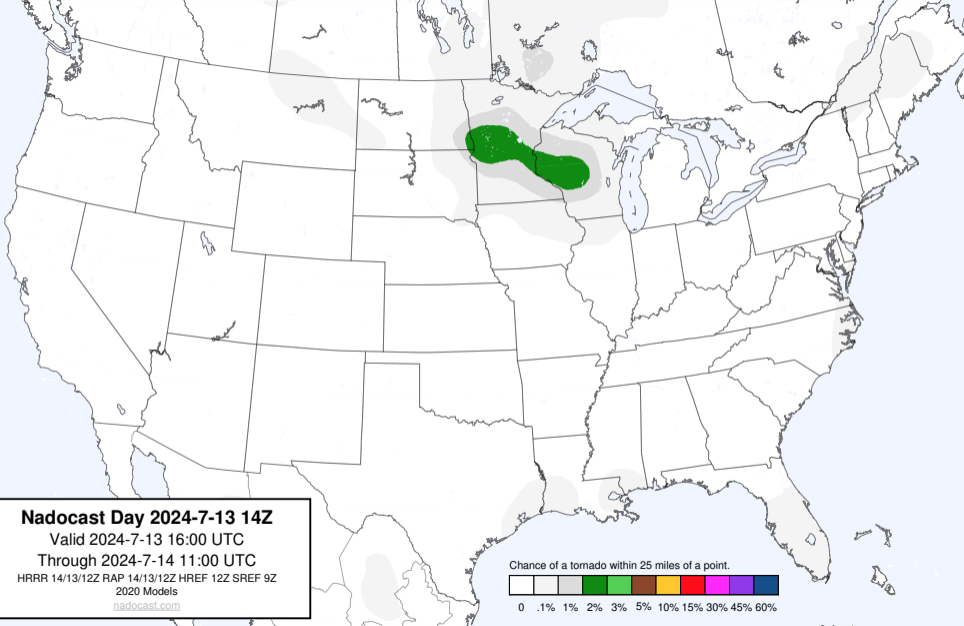 Nadocast Day 2024-7-13 14Z
Valid 2024-7-13 16:00 UTC
Through 2024-7-14 11:00 UTC
HRRR 14/13/12Z RAP 14/13/12Z HREF 12Z SREF 9Z
2020 Models
nadocast.com
Chance of a tornado within 25 miles of a point.
0 .1% 1% 2% 3% 5% 10% 15% 30% 45% 60%